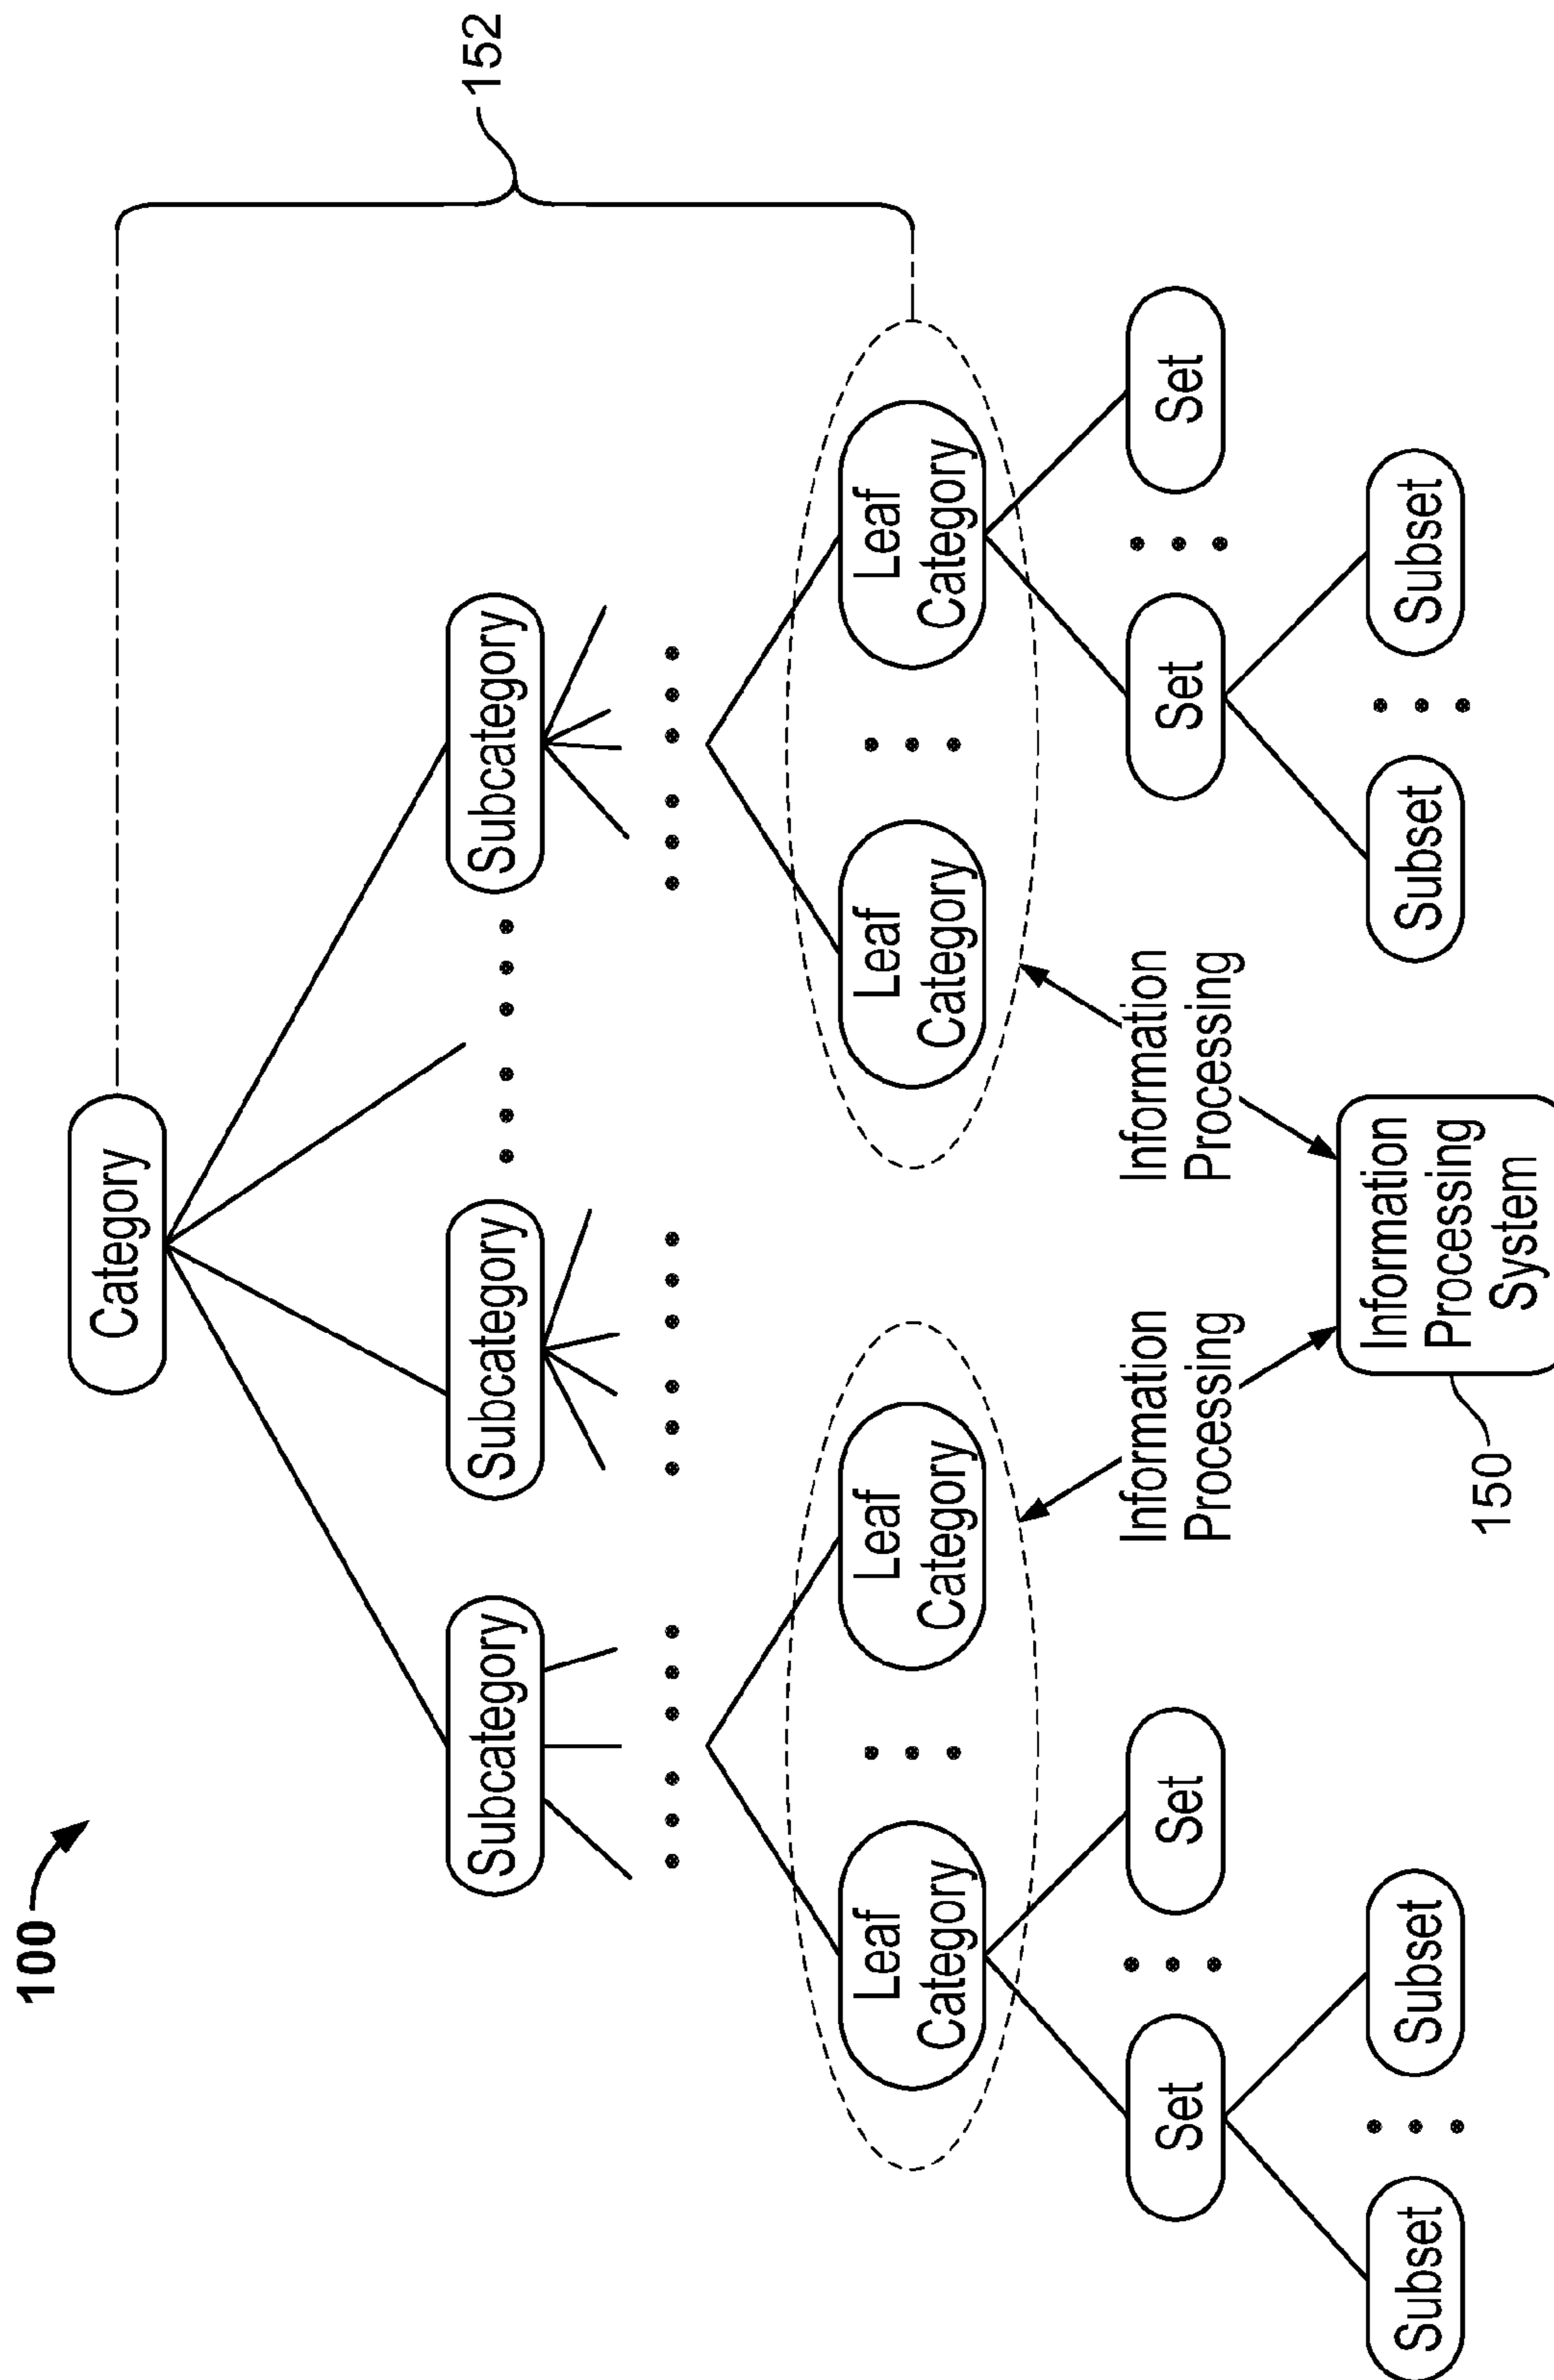 100
Category
152
Subcategory
Subcategory
Subcategory
Leaf
Category
Leaf
Category
Leaf
Category
Leaf
Category
Set
Set
Information
Processing
Information
Processing
Set
Set
Subset
Subset
150
Information
Processing
System
Subset
Subset